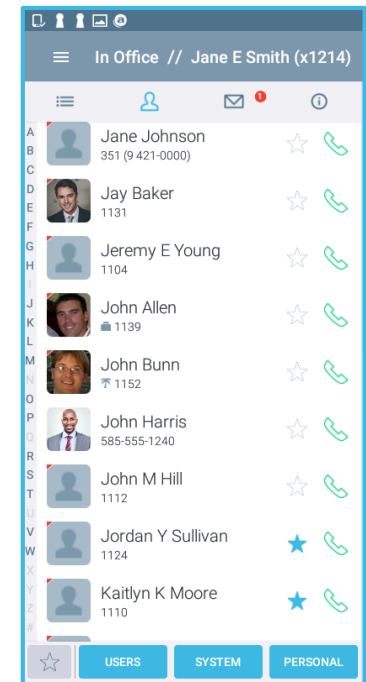 In Office // Jane E Smith (x1214)
1
A
B
C
D
E
F
G
H
I
J
K
L
M
N
O
P
Q
R
S
T
U
V
W
X
Y
Z
#
Jane Johnson
351 (9 421-0000)
Jay Baker
1131
Jeremy E Young
1104
John Allen
1139
John Bunn
1152
John Harris
585-555-1240
John M Hill
1112
Jordan Y Sullivan
1124
Kaitlyn K Moore
1110
USERS SYSTEM PERSONAL